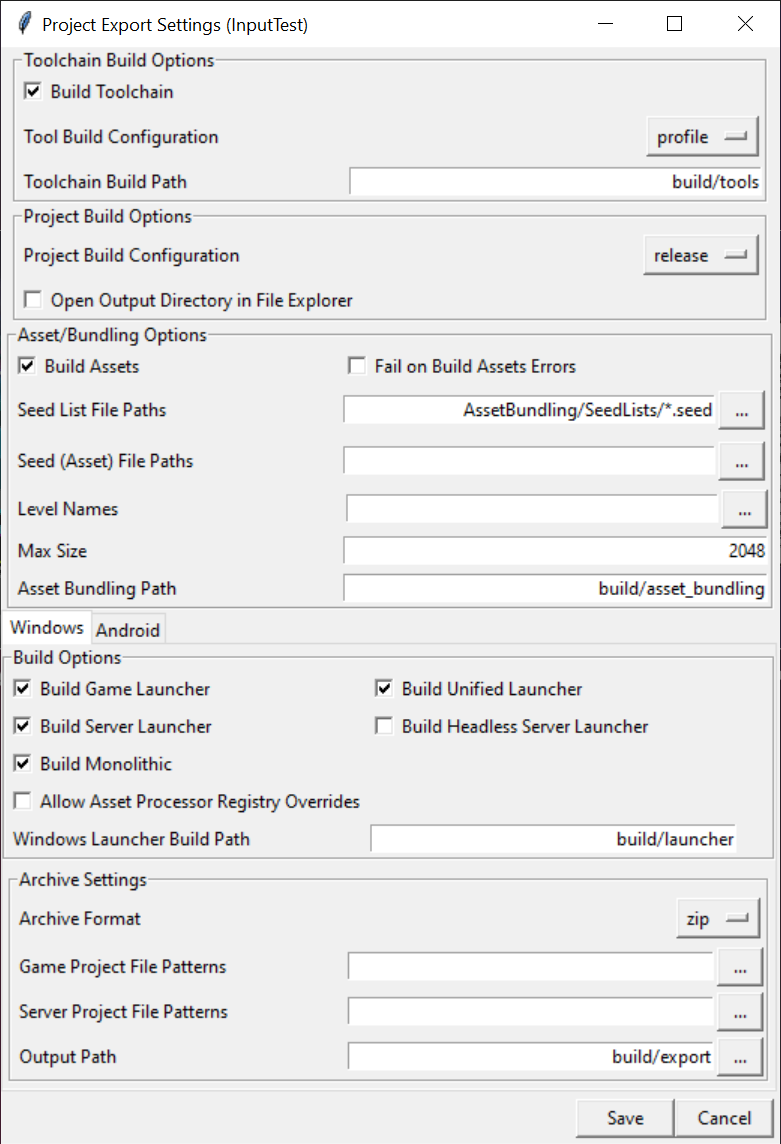 Project Export Settings (InputTest)
Toolchain Build Options
Build Toolchain
Tool Build Configuration profile
Toolchain Build Path build/tools
Project Build Options
Project Build Configuration release
Open Output Directory in File Explorer
Asset/Bundling Options
Build Assets Fail on Build Assets Errors
Seed List File Paths AssetBundling/SeedLists/*.seed ...
Seed (Asset) File Paths ...
Level Names ...
Max Size 2048
Asset Bundling Path build/asset_bundling
Windows Android
Build Options
Build Game Launcher Build Unified Launcher
Build Server Launcher Build Headless Server Launcher
Build Monolithic
Allow Asset Processor Registry Overrides
Windows Launcher Build Path build/launcher
Archive Settings
Archive Format zip
Game Project File Patterns ...
Server Project File Patterns ...
Output Path build/export ...
Save Cancel